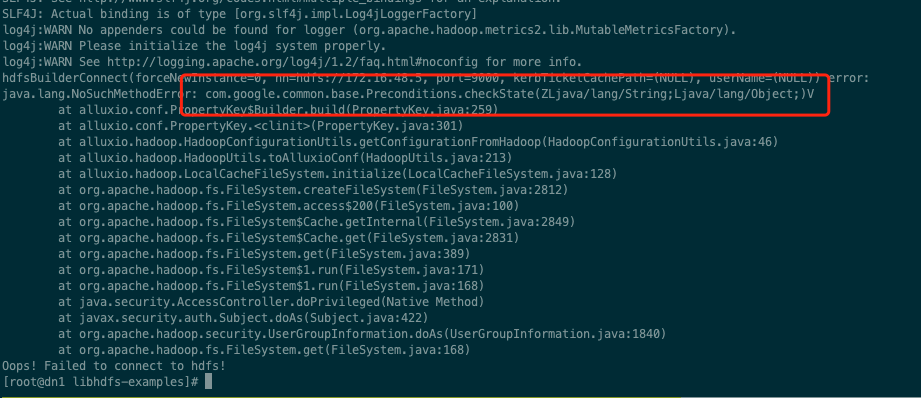 SLF4J: Actual binding is of type [org.slf4j.impl.Log4jLoggerFactory]
log4j:WARN No appenders could be found for logger (org.apache.hadoop.metrics2.lib.MutableMetricsFactory).
log4j:WARN Please initialize the log4j system properly.
log4j:WARN See http://logging.apache.org/log4j/1.2/faq.html#noconfig for more info.
hdfsBuilderConnect(forceNewInstance=0, nn=hdfs://172.16.48.5, port=9000, kerbTicketCachePath=(NULL), userName=(NULL)) error:
java.lang.NoSuchMethodError: com.google.common.base.Preconditions.checkState(ZLjava/lang/String;Ljava/lang/Object;)V
at alluxio.conf.PropertyKey$Builder.build(PropertyKey.java:259)
at alluxio.conf.PropertyKey.<clinit>(PropertyKey.java:301)
at alluxio.hadoop.HadoopConfigurationUtils.getConfigurationFromHadoop(HadoopConfigurationUtils.java:46)
at alluxio.hadoop.HadoopUtils.toAlluxioConf(HadoopUtils.java:213)
at alluxio.hadoop.LocalCacheFileSystem.initialize(LocalCacheFileSystem.java:128)
at org.apache.hadoop.fs.FileSystem.createFileSystem(FileSystem.java:2812)
at org.apache.hadoop.fs.FileSystem.access$200(FileSystem.java:100)
at org.apache.hadoop.fs.FileSystem$Cache.getInternal(FileSystem.java:2849)
at org.apache.hadoop.fs.FileSystem$Cache.get(FileSystem.java:2831)
at org.apache.hadoop.fs.FileSystem.get(FileSystem.java:389)
at org.apache.hadoop.fs.FileSystem$1.run(FileSystem.java:171)
at org.apache.hadoop.fs.FileSystem$1.run(FileSystem.java:168)
at java.security.AccessController.doPrivileged(Native Method)
at javax.security.auth.Subject.doAs(Subject.java:422)
at org.apache.hadoop.security.UserGroupInformation.doAs(UserGroupInformation.java:1840)
at org.apache.hadoop.fs.FileSystem.get(FileSystem.java:168)
Oops! Failed to connect to hdfs!
[root@dn1 libhdfs-examples]#